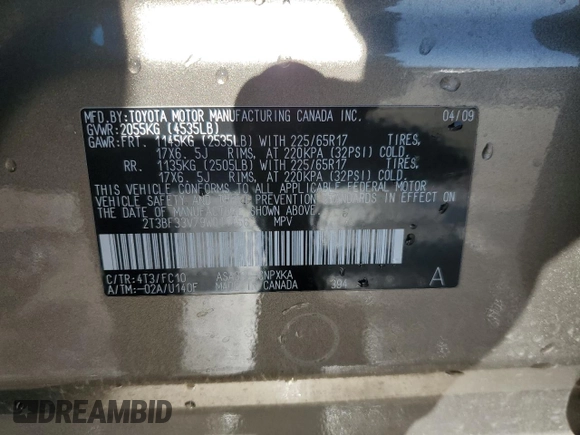 MFD.BY:TOYOTA MOTOR MANUFACTURING CANADA INC. 04/09
GVWR:2055KG (4535LB)
GAWR:FRT. 1145KG (2535LB) WITH 225/65R17 TIRES,
17X6. 5J RIMS, AT 220KPA (32PSI) COLD
RR. 1135KG (2505LB) WITH 225/65R17 TIRES,
17X6. 5J RIMS, AT 220KPA (32PSI) COLD.
THIS VEHICLE CONFORMS TO ALL APPLICABLE FEDERAL MOTOR
VEHICLE SAFETY AND STANDARDS IN EFFECT ON
THE DATE OF SHOWN ABOVE.
MPV
C/TR:4T3/FC10
A/TM:-02A/U140F CANADA 394 A
DREAMBID